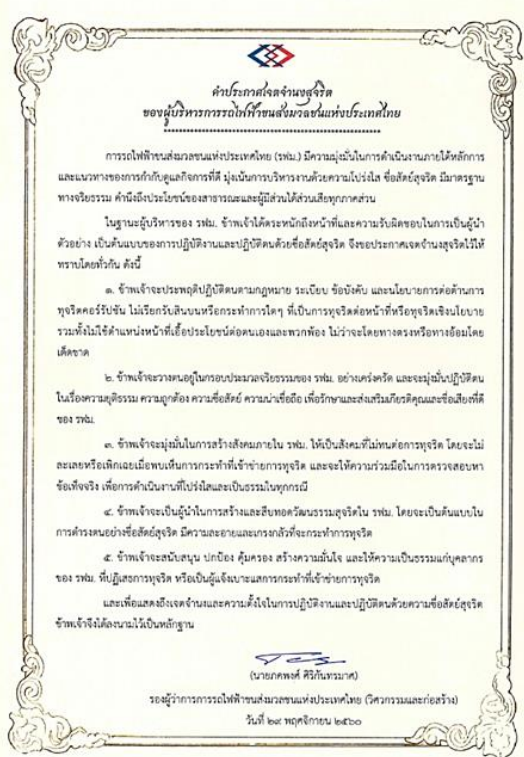 คำประกาศเจตจำนงสุจริต
ของผู้บริหารการรถไฟฟ้าขนส่งมวลชนแห่งประเทศไทย
การรถไฟฟ้าขนส่งมวลชนแห่งประเทศไทย (รฟม.) มีความมุ่งมั่นในการดำเนินงานภายใต้หลักการ
และแนวทางของการกำกับดูแลกิจการที่ดี มุ่งเน้นการบริหารงานด้วยความโปร่งใส ซื่อสัตย์สุจริต มีมาตรฐาน
ทางจริยธรรม คำนึงถึงประโยชน์ของสาธารณะและผู้มีส่วนได้ส่วนเสียทุกภาคส่วน
ในฐานะผู้บริหารของ รฟม. ข้าพเจ้าได้ตระหนักถึงหน้าที่และความรับผิดชอบในการเป็นผู้นำ
ตัวอย่าง เป็นต้นแบบของการปฏิบัติงานและปฏิบัติตนด้วยซื่อสัตย์สุจริต จึงขอประกาศเจตจำนงสุจริตไว้ให้
ทราบโดยทั่วกัน ดังนี้
๑. ข้าพเจ้าจะประพฤติปฏิบัติตนตามกฎหมาย ระเบียบ ข้อบังคับ และนโยบายการต่อต้านการ
ทุจริตคอร์รัปชัน ไม่เรียกรับสินบนหรือกระทำการใดๆ ที่เป็นการทุจริตต่อหน้าที่หรือทุจริตเชิงนโยบาย
รวมทั้งไม่ใช้ตำแหน่งหน้าที่เอื้อประโยชน์ต่อตนเองและพวกพ้อง ไม่ว่าจะโดยทางตรงหรือทางอ้อมโดย
เด็ดขาด
๒. ข้าพเจ้าจะวางตนอยู่ในกรอบประมวลจริยธรรมของ รฟม. อย่างเคร่งครัด และจะมุ่งมั่นปฏิบัติตน
ในเรื่องความยุติธรรม ความถูกต้อง ความซื่อสัตย์ ความน่าเชื่อถือ เพื่อรักษาและส่งเสริมเกียรติคุณและชื่อเสียงที่ดี
ของ รฟม.
๓. ข้าพเจ้าจะมุ่งมั่นในการสร้างสังคมภายใน รฟม. ให้เป็นสังคมที่ไม่ทนต่อการทุจริต โดยจะไม่
ละเลยหรือเพิกเฉยเมื่อพบเห็นการกระทำที่เข้าข่ายการทุจริต และจะให้ความร่วมมือในการตรวจสอบหา
ข้อเท็จจริง เพื่อการดำเนินงานที่โปร่งใสและเป็นธรรมในทุกกรณี
๔. ข้าพเจ้าจะเป็นผู้นำในการสร้างและสืบทอดวัฒนธรรมสุจริตใน รฟม. โดยจะเป็นต้นแบบใน
การดำรงตนอย่างซื่อสัตย์สุจริต มีความละอายและเกรงกลัวที่จะกระทำการทุจริต
๕. ข้าพเจ้าจะสนับสนุน ปกป้อง คุ้มครอง สร้างความมั่นใจ และให้ความเป็นธรรมแก่บุคลากร
ของ รฟม. ที่ปฏิเสธการทุจริต หรือเป็นผู้แจ้งเบาะแสการกระทำที่เข้าข่ายการทุจริต
และเพื่อแสดงถึงเจตจำนงและความตั้งใจในการปฏิบัติงานและปฏิบัติตนด้วยความซื่อสัตย์สุจริต
ข้าพเจ้าจึงได้ลงนามไว้เป็นหลักฐาน
(นายภคพงศ์ ศิริกันทรมาศ)
รองผู้ว่าการการรถไฟฟ้าขนส่งมวลชนแห่งประเทศไทย (วิศวกรรมและก่อสร้าง)
วันที่ ๒๙ พฤศจิกายน ๒๕๖๐